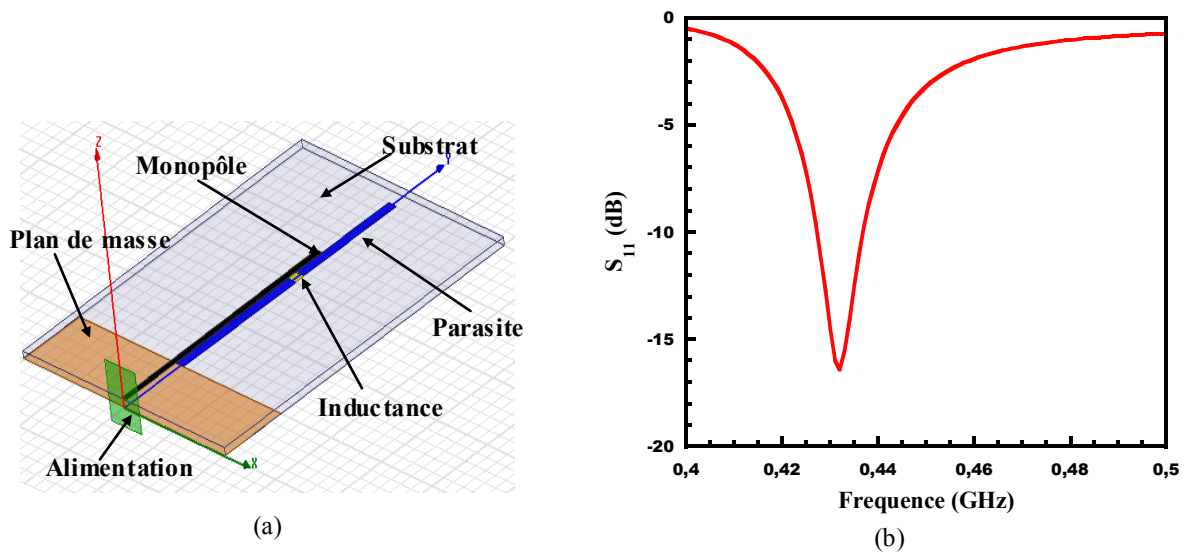 Z
Substrat
Y
Monopôle
Plan de masse
Parasite
Inductance
Alimentation
X
(a)
0
-5
-10
-15
-20
S11 (dB)
0,4
0,42
0,44
0,46
0,48
0,5
Frequence (GHz)
(b)